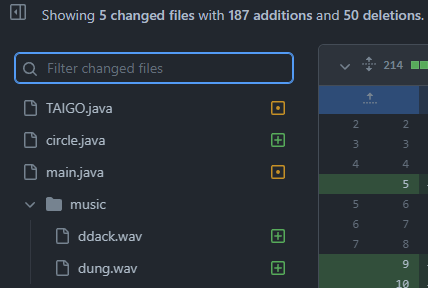 Showing 5 changed files with 187 additions and 50 deletions.
Filter changed files
214
TAIGO.java
circle.java
main.java
music
ddack.wav
dung.wav
2 2
3 3
4 4
5
5 6
6 7
7 8
9
10